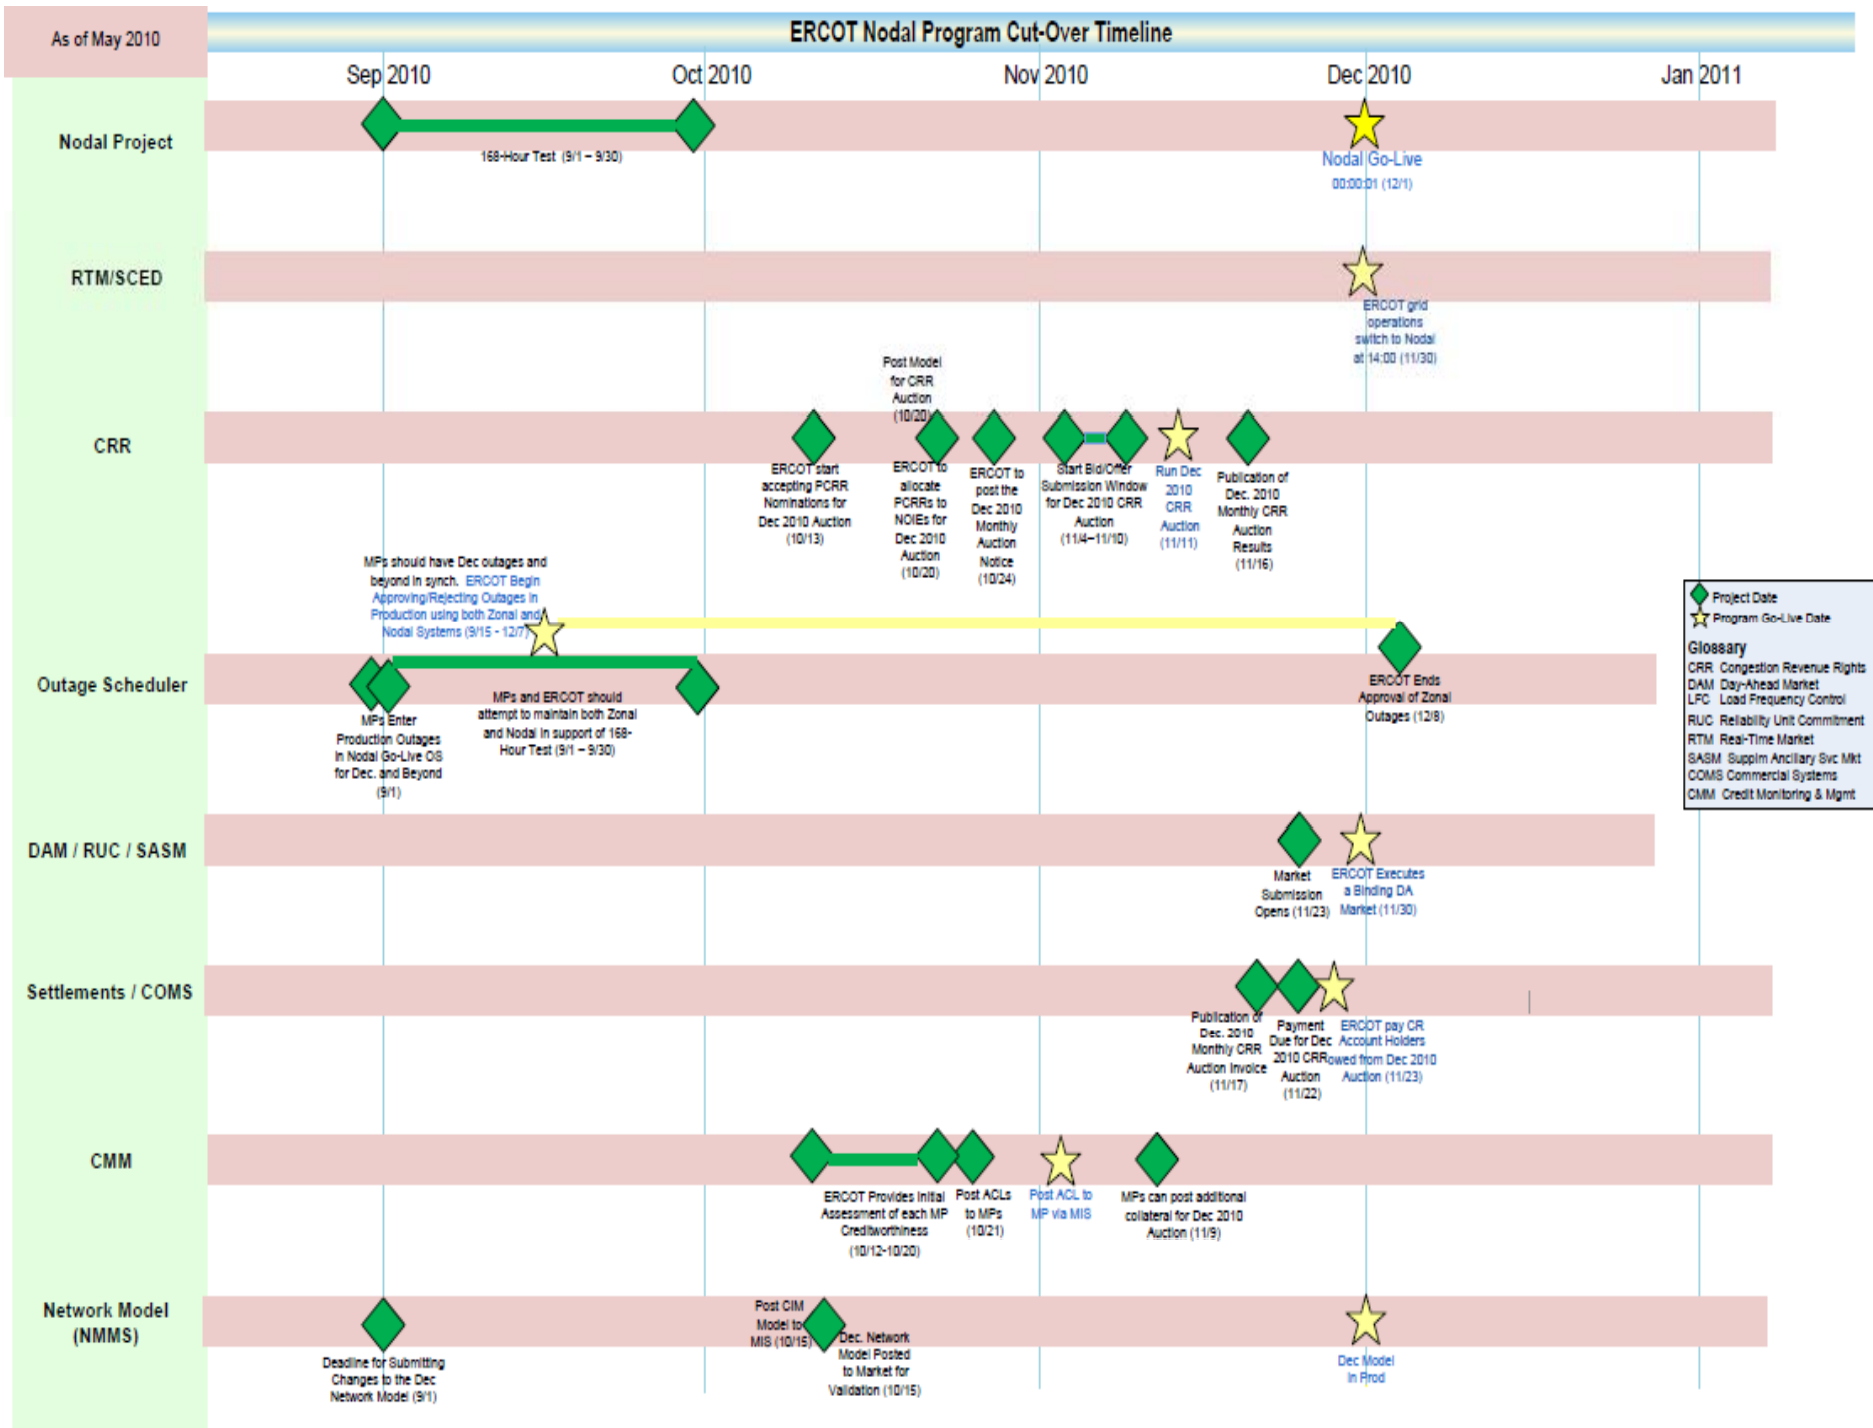 As of May 2010
ERCOT Nodal Program Cut-Over Timeline
Sep 2010
Oct 2010
Nov 2010
Dec 2010
Jan 2011
Nodal Project
168-Hour Test (9/1 – 9/30)
Nodal Go-Live
00:00:01 (12/1)
RTM/SCED
ERCOT grid
operations
switch to Nodal
at 14:00 (11/30)
CRR
Post Model
for CRR
Auction
(10/20)
ERCOT start
accepting PCRR
Nominations for
Dec 2010 Auction
(10/13)
ERCOT to
allocate
PCRRs to
NOIEs for
Dec 2010
Auction
(10/20)
ERCOT to
post the
Dec 2010
Monthly
Auction
Notice
(10/24)
Start Bid/Offer
Submission Window
for Dec 2010 CRR
Auction
(11/4–11/10)
Run Dec
2010
CRR
Auction
(11/11)
Publication of
Dec. 2010
Monthly CRR
Auction
Results
(11/16)
Outage Scheduler
MPs should have Dec outages and
beyond in synch. ERCOT Begin
Approving/Rejecting Outages in
Production using both Zonal and
Nodal Systems (9/15 - 12/7)
MPs Enter
Production Outages
in Nodal Go-Live OS
for Dec. and Beyond
(9/1)
MPs and ERCOT should
attempt to maintain both Zonal
and Nodal in support of 168-
Hour Test (9/1 – 9/30)
ERCOT Ends
Approval of Zonal
Outages (12/8)
Project Date
Program Go-Live Date
Glossary
CRR Congestion Revenue Rights
DAM Day-Ahead Market
LFC Load Frequency Control
RUC Reliability Unit Commitment
RTM Real-Time Market
SASM Supplm Ancillary Svc Mkt
COMS Commercial Systems
CMM Credit Monitoring & Mgmt
DAM / RUC / SASM
Market
Submission
Opens (11/23)
ERCOT Executes
a Binding DA
Market (11/30)
Settlements / COMS
Publication of
Dec. 2010
Monthly CRR
Auction Invoice
(11/17)
Payment
Due for Dec
2010 CRR
Auction
(11/22)
ERCOT pay CR
Account Holders
owed from Dec 2010
Auction (11/23)
CMM
ERCOT Provides Initial
Assessment of each MP
Creditworthiness
(10/12-10/20)
Post ACLs
to MPs
(10/21)
Post ACL to
MP via MIS
MPs can post additional
collateral for Dec 2010
Auction (11/9)
Network Model
(NMMS)
Deadline for Submitting
Changes to the Dec
Network Model (9/1)
Post CIM
Model to
MIS (10/15)
Dec. Network
Model Posted
to Market for
Validation (10/15)
Dec Model
in Prod